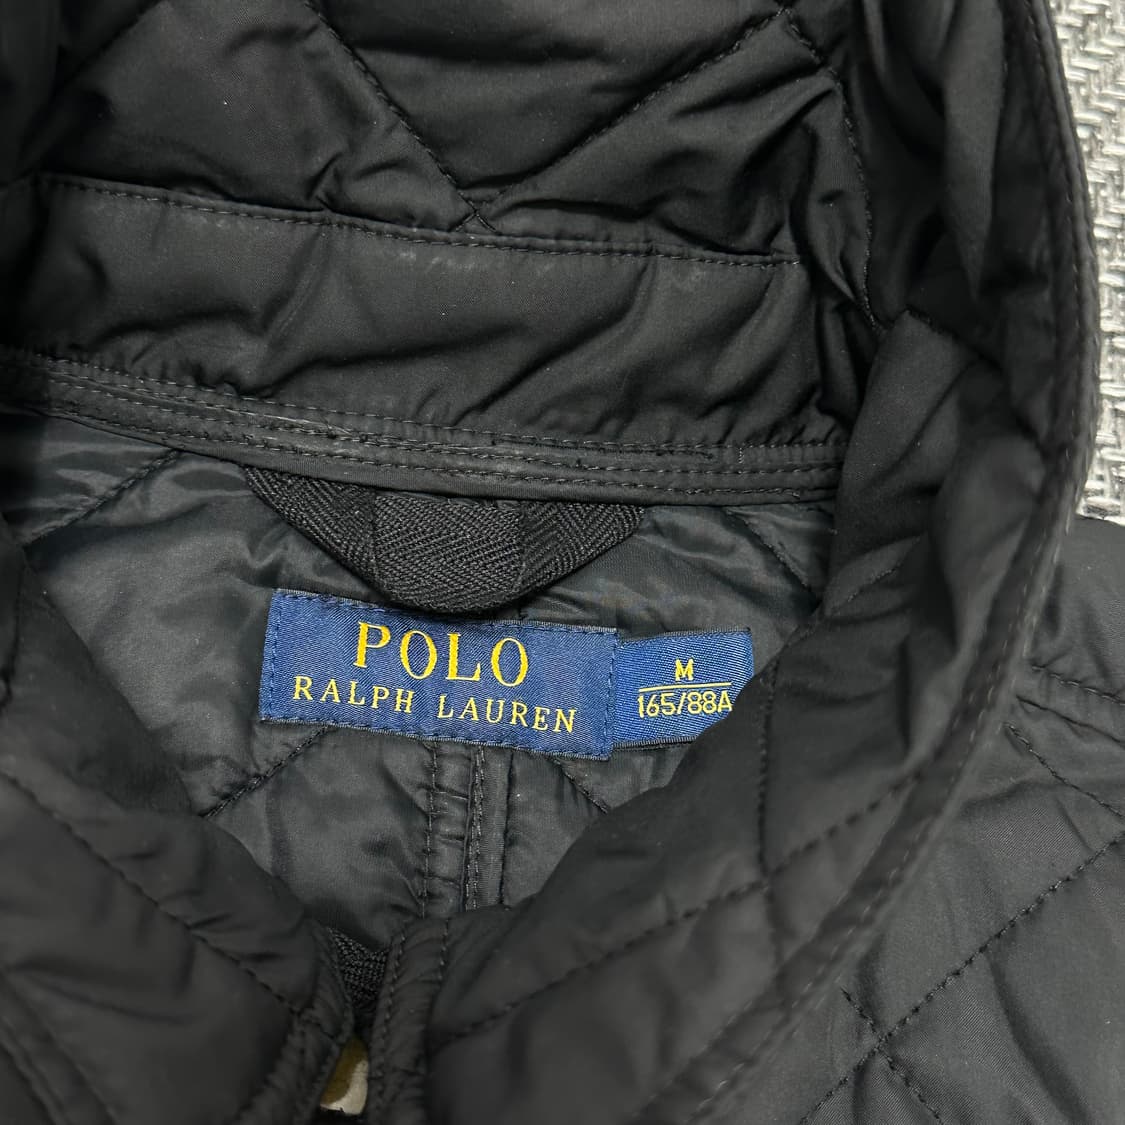 POLO
RALPH LAUREN
M
165/88A